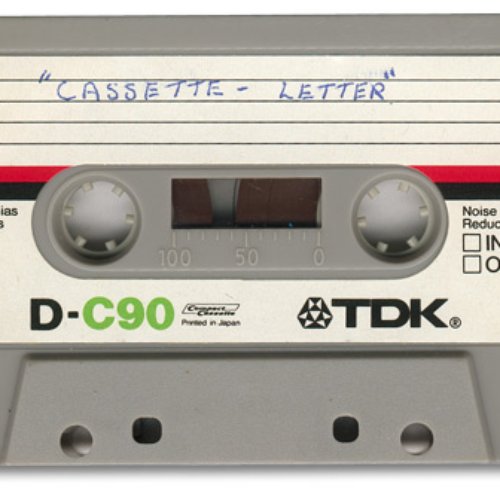 "CASSETTE - LETTER"
ias
s
Noise
Reduc
IN
O
100 50 0
D-C90
Compact
Cassette
Printed in Japan
TDK®